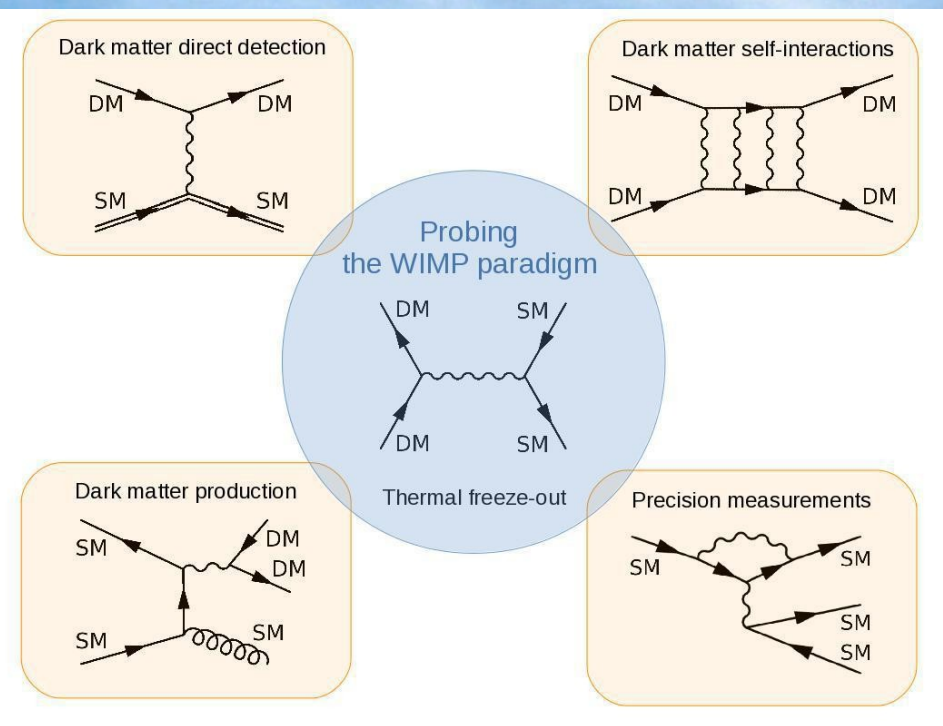 Dark matter direct detection
DM DM
SM SM
Dark matter self-interactions
DM DM
DM DM
Probing
the WIMP paradigm
DM SM
DM SM
Thermal freeze-out
Dark matter production
SM DM
DM
SM SM
Precision measurements
SM SM
SM
SM